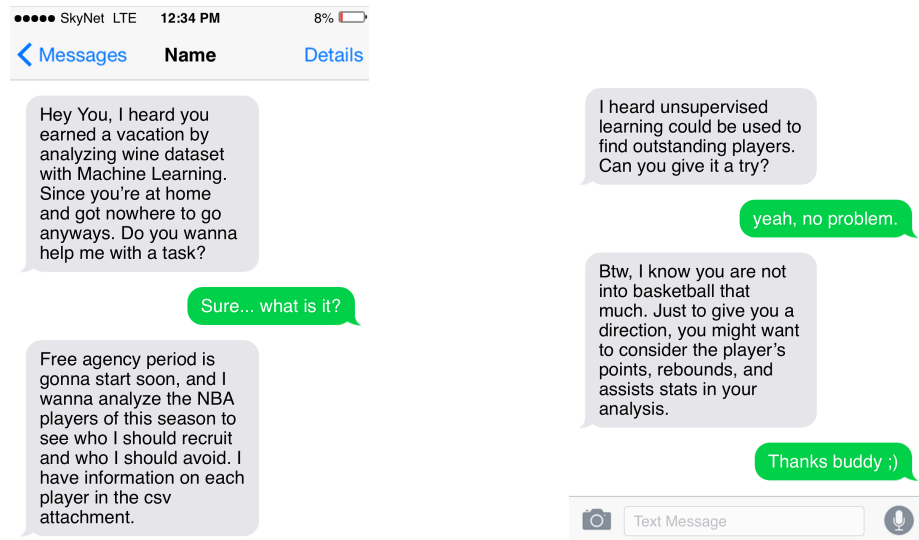 SkyNet LTE 12:34 PM 8%
Messages Name Details
Hey You, I heard you
earned a vacation by
analyzing wine dataset
with Machine Learning.
Since you're at home
and got nowhere to go
anyways. Do you wanna
help me with a task?
Sure... what is it?
Free agency period is
gonna start soon, and I
wanna analyze the NBA
players of this season to
see who I should recruit
and who I should avoid. I
have information on each
player in the csv
attachment.
I heard unsupervised
learning could be used to
find outstanding players.
Can you give it a try?
yeah, no problem.
Btw, I know you are not
into basketball that
much. Just to give you a
direction, you might want
to consider the player's
points, rebounds, and
assists stats in your
analysis.
Thanks buddy ;)
Text Message